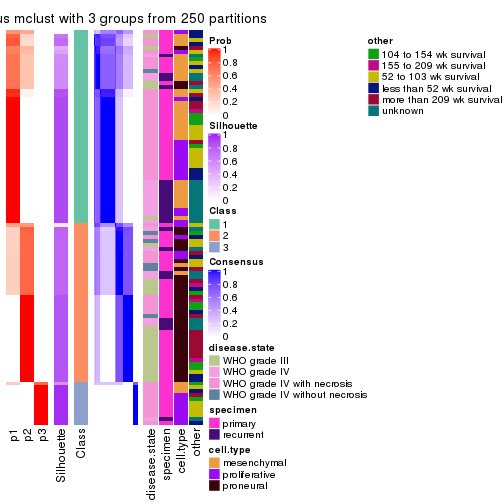 us mclust with 3 groups from 250 partitions
Prob
1
0.8
0.6
0.4
0.2
0
Silhouette
1
0.8
0.6
0.4
0.2
0
Class
1
2
3
Consensus
1
0.8
0.6
0.4
0.2
0
disease.state
WHO grade III
WHO grade IV
WHO grade IV with necrosis
WHO grade IV without necrosis
specimen
primary
recurrent
cell.type
mesenchymal
proliferative
proneural
other
104 to 154 wk survival
155 to 209 wk survival
52 to 103 wk survival
less than 52 wk survival
more than 209 wk survival
unknown
p1
p2
p3
Silhouette
Class
disease.state
specimen
cell.type
other